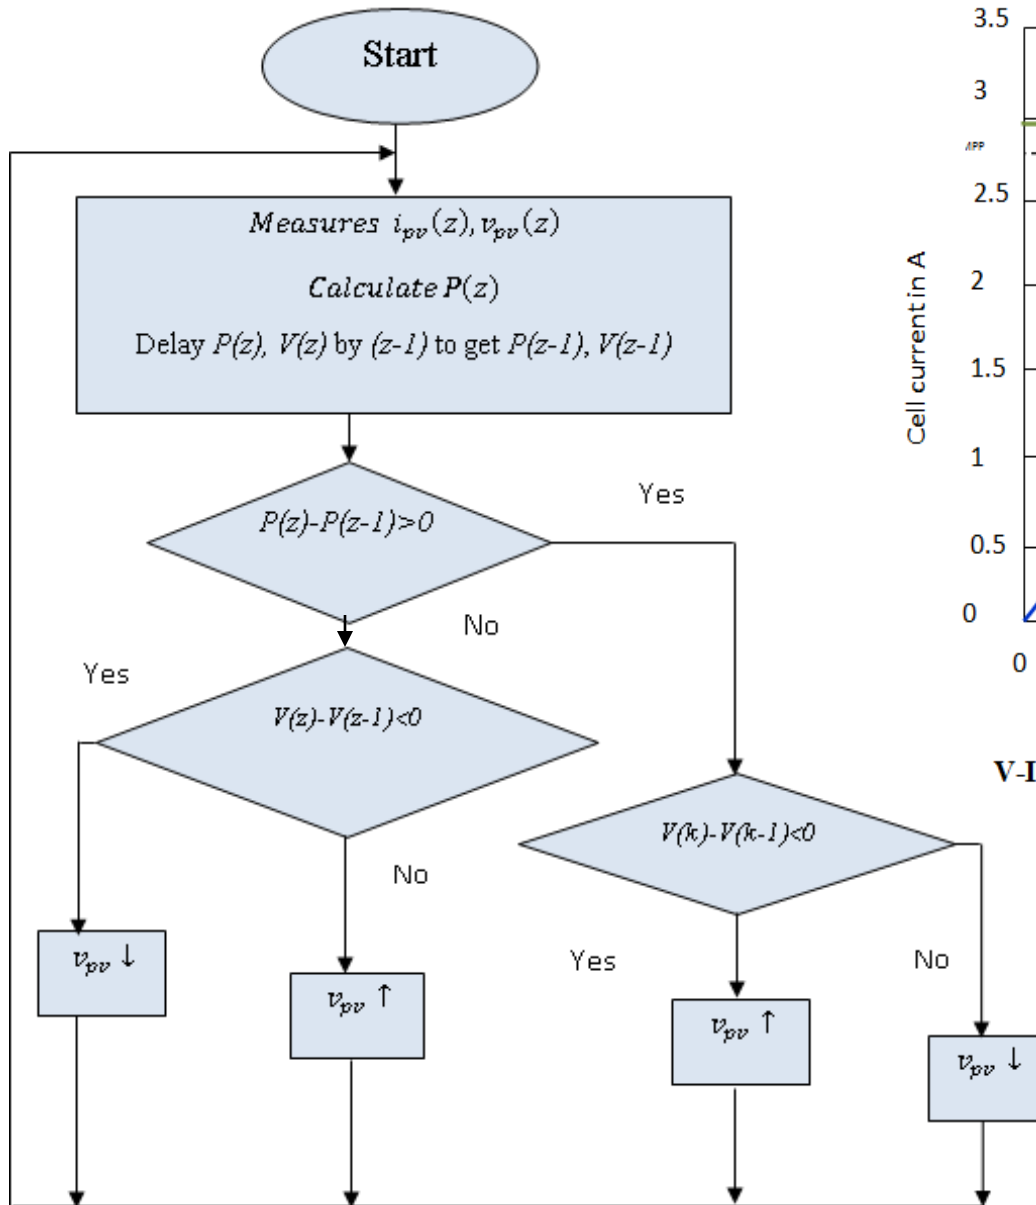 Start
Measures i_pv(z), v_pv(z)
Calculate P(z)
Delay P(z), V(z) by (z-1) to get P(z-1), V(z-1)
P(z)-P(z-1)>0
Yes
No
Yes
V(z)-V(z-1)<0
No
V(k)-V(k-1)<0
Yes
No
v_pv ↓
v_pv ↑
v_pv ↑
v_pv ↓
3.5
3
2.5
2
1.5
1
0.5
0
0
Cell current in A
V-I